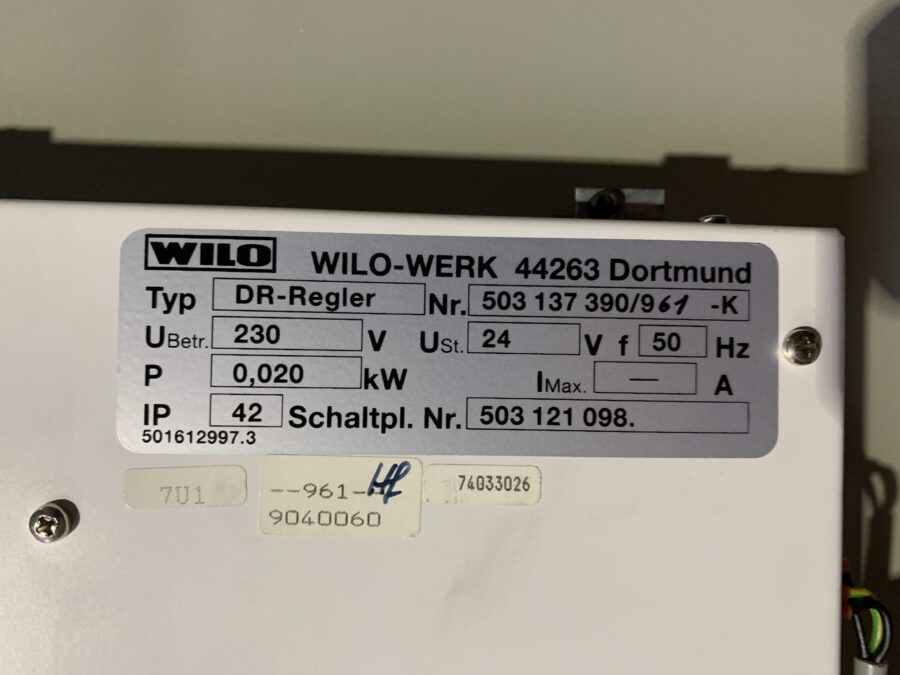 WILO WILO-WERK 44263 Dortmund
Typ DR-Regler Nr. 503 137 390/961 -K
UBetr. 230 V USt. 24 V f 50 Hz
P 0,020 kW IMax. — A
IP 42 Schaltpl. Nr. 503 121 098.
501612997.3
7U1
--961-
9040060
74033026